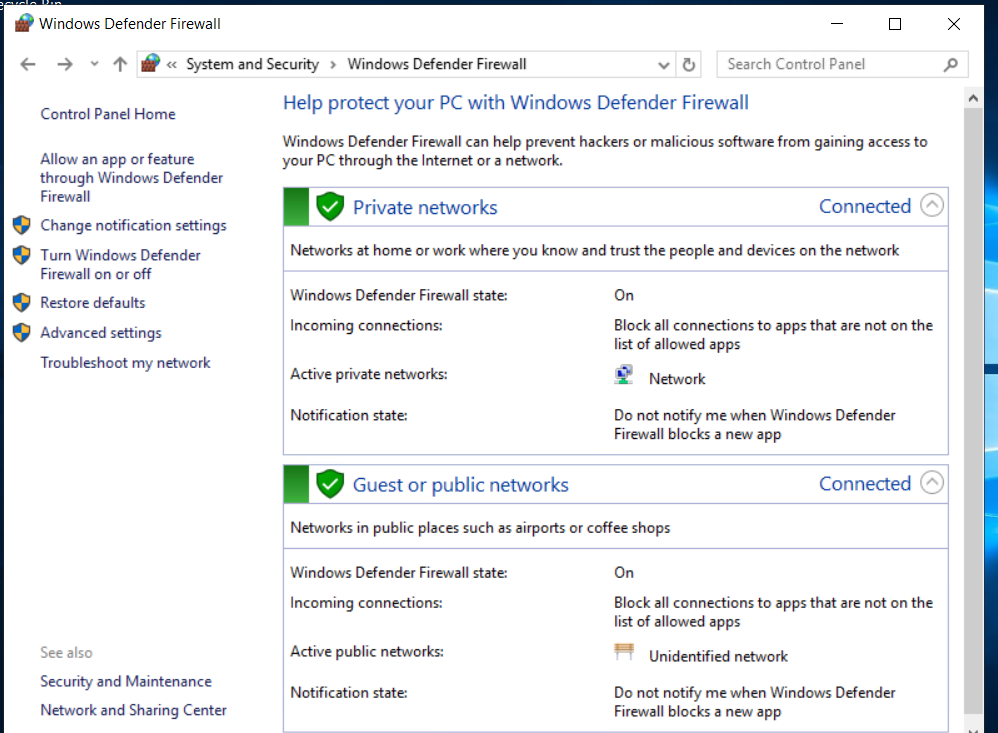 Recycle Bin
Windows Defender Firewall
« System and Security > Windows Defender Firewall
Search Control Panel
Control Panel Home
Allow an app or feature
through Windows Defender
Firewall
Change notification settings
Turn Windows Defender
Firewall on or off
Restore defaults
Advanced settings
Troubleshoot my network
See also
Security and Maintenance
Network and Sharing Center
Help protect your PC with Windows Defender Firewall
Windows Defender Firewall can help prevent hackers or malicious software from gaining access to
your PC through the Internet or a network.
Private networks Connected
Networks at home or work where you know and trust the people and devices on the network
Windows Defender Firewall state: On
Incoming connections: Block all connections to apps that are not on the
list of allowed apps
Active private networks: Network
Notification state: Do not notify me when Windows Defender
Firewall blocks a new app
Guest or public networks Connected
Networks in public places such as airports or coffee shops
Windows Defender Firewall state: On
Incoming connections: Block all connections to apps that are not on the
list of allowed apps
Active public networks: Unidentified network
Notification state: Do not notify me when Windows Defender
Firewall blocks a new app